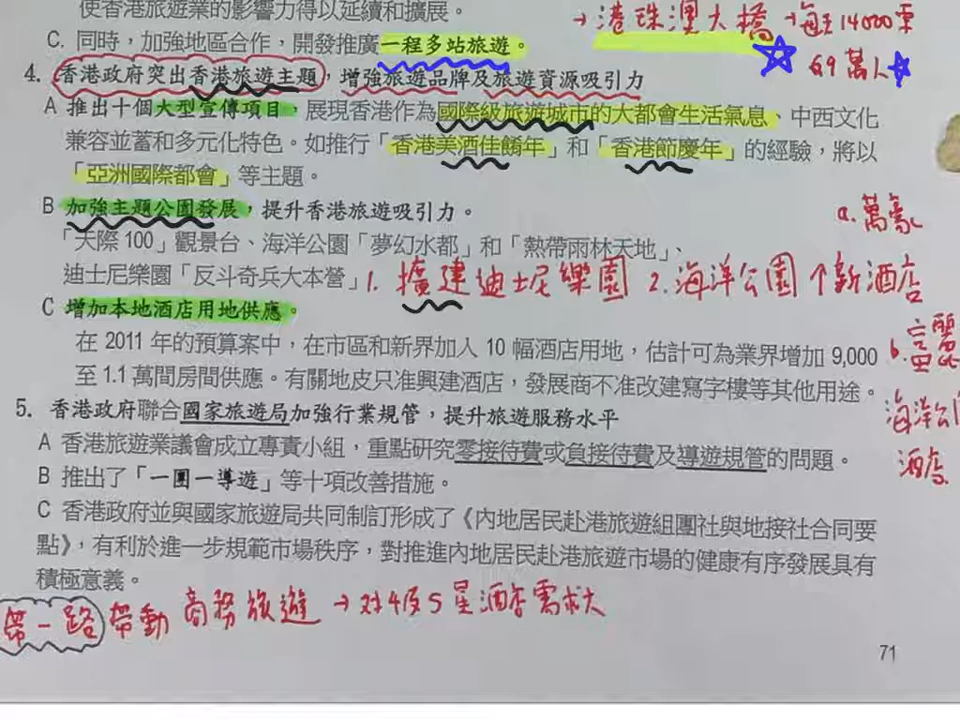 使香港旅遊業的影響力得以延續和擴展。
→港珠澳大橋→每天14000車
6.9萬人
C. 同時，加強地區合作，開發推廣一程多站旅遊。
4. 香港政府突出香港旅遊主題，增強旅遊品牌及旅遊資源吸引力
A 推出十個大型宣傳項目，展現香港作為國際級旅遊城市的大都會生活氣息、中西文化
兼容並蓄和多元化特色。如推行「香港美酒佳餚年」和「香港節慶年」的經驗，將以
「亞洲國際都會」等主題。
B 加強主題公園發展，提升香港旅遊吸引力。
a. 萬豪
「天際 100」觀景台、海洋公園「夢幻水都」和「熱帶雨林天地」、
迪士尼樂園「反斗奇兵大本營」
1. 擴建迪士尼樂園 2. 海洋公園 个新酒店
C 增加本地酒店用地供應。
b. 富麗
海洋公
酒店
在 2011 年的預算案中，在市區和新界加入 10 幅酒店用地，估計可為業界增加 9,000
至 1.1 萬間房間供應。有關地皮只准興建酒店，發展商不准改建寫字樓等其他用途。
5. 香港政府聯合國家旅遊局加強行業規管，提升旅遊服務水平
A 香港旅遊業議會成立專責小組，重點研究零接待費或負接待費及導遊規管的問題。
B 推出了「一團一導遊」等十項改善措施。
C 香港政府並與國家旅遊局共同制訂形成了《內地居民赴港旅遊組團社與地接社合同要
點》，有利於進一步規範市場秩序，對推進內地居民赴港旅遊市場的健康有序發展具有
積極意義。
帶一路帶動 商務旅遊 →对4及5星酒店需求大
71